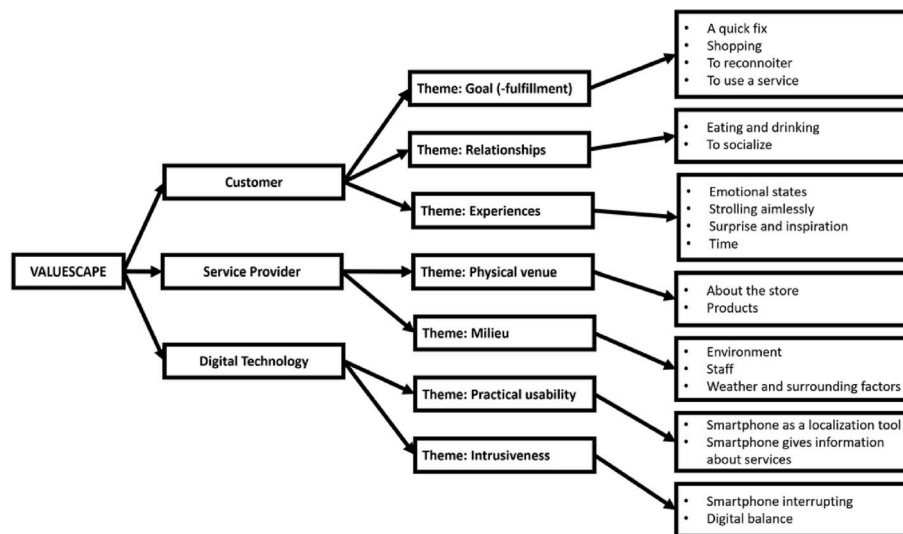 VALUESCAPE
Customer
Service Provider
Digital Technology
Theme: Goal (-fulfillment)
Theme: Relationships
Theme: Experiences
Theme: Physical venue
Theme: Milieu
Theme: Practical usability
Theme: Intrusiveness
• A quick fix
• Shopping
• To reconnoiter
• To use a service
• Eating and drinking
• To socialize
• Emotional states
• Strolling aimlessly
• Surprise and inspiration
• Time
• About the store
• Products
• Environment
• Staff
• Weather and surrounding factors
• Smartphone as a localization tool
• Smartphone gives information
about services
• Smartphone interrupting
• Digital balance